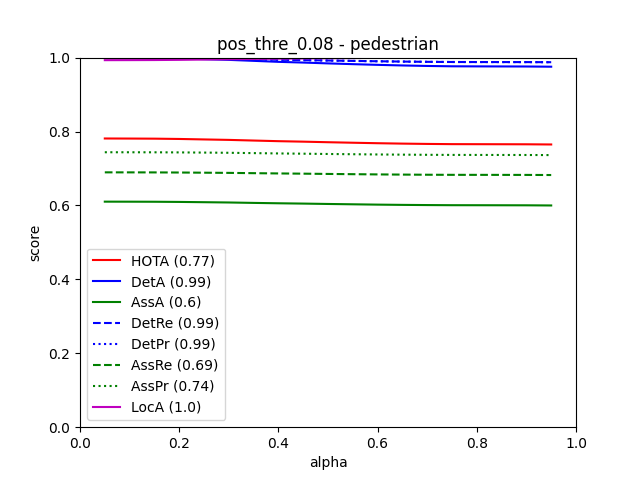 pos_thre_0.08 - pedestrian
1.0
0.8
0.6
0.4
0.2
0.0
score
HOTA (0.77)
DetA (0.99)
AssA (0.6)
DetRe (0.99)
DetPr (0.99)
AssRe (0.69)
AssPr (0.74)
LocA (1.0)
0.0 0.2 0.4 0.6 0.8 1.0
alpha